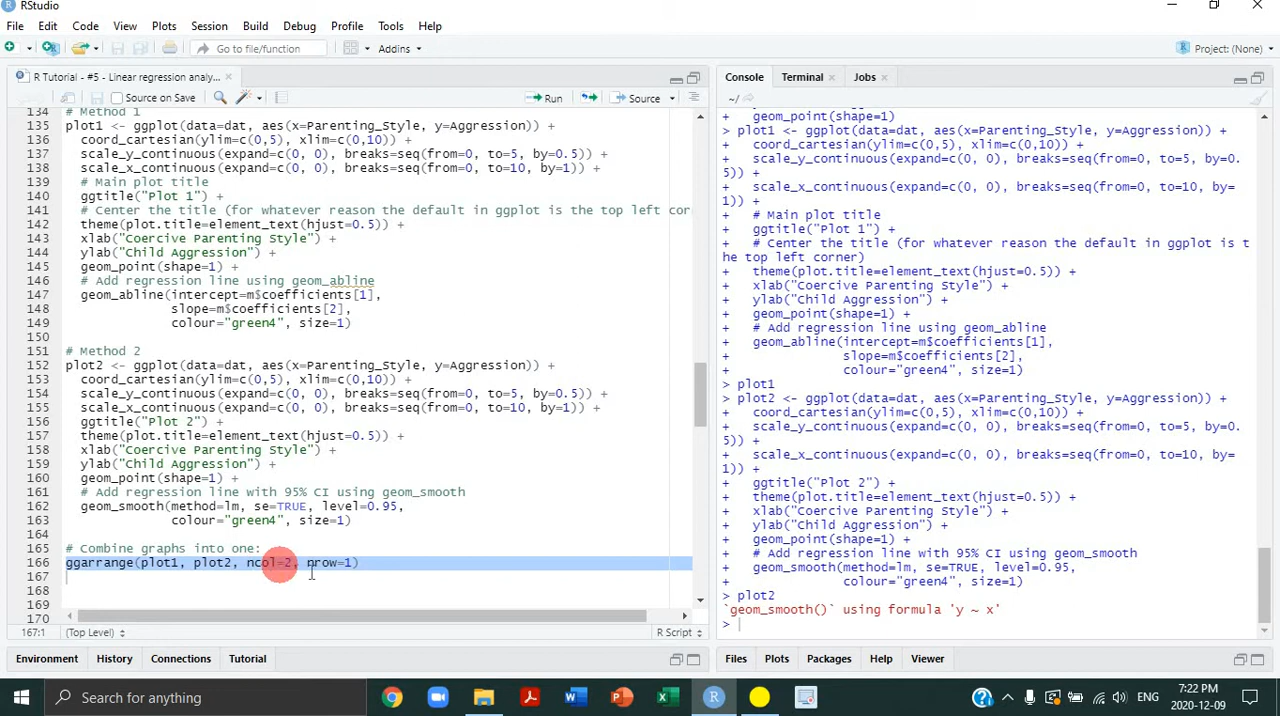 RStudio
File Edit Code View Plots Session Build Debug Profile Tools Help
Go to file/function Addins Project: (None)
R Tutorial - #5 - Linear regression analy...
Source on Save Run Source
134 # Method 1
135 plot1 <- ggplot(data=dat, aes(x=Parenting_Style, y=Aggression)) +
136 coord_cartesian(ylim=c(0,5), xlim=c(0,10)) +
137 scale_y_continuous(expand=c(0, 0), breaks=seq(from=0, to=5, by=0.5)) +
138 scale_x_continuous(expand=c(0, 0), breaks=seq(from=0, to=10, by=1)) +
139 # Main plot title
140 ggtitle("Plot 1") +
141 # Center the title (for whatever reason the default in ggplot is the top left cor
142 theme(plot.title=element_text(hjust=0.5)) +
143 xlab("Coercive Parenting Style") +
144 ylab("Child Aggression") +
145 geom_point(shape=1) +
146 # Add regression line using geom_abline
147 geom_abline(intercept=m$coefficients[1],
148 slope=m$coefficients[2],
149 colour="green4", size=1)
150
151 # Method 2
152 plot2 <- ggplot(data=dat, aes(x=Parenting_Style, y=Aggression)) +
153 coord_cartesian(ylim=c(0,5), xlim=c(0,10)) +
154 scale_y_continuous(expand=c(0, 0), breaks=seq(from=0, to=5, by=0.5)) +
155 scale_x_continuous(expand=c(0, 0), breaks=seq(from=0, to=10, by=1)) +
156 ggtitle("Plot 2") +
157 theme(plot.title=element_text(hjust=0.5)) +
158 xlab("Coercive Parenting Style") +
159 ylab("Child Aggression") +
160 geom_point(shape=1) +
161 # Add regression line with 95% CI using geom_smooth
162 geom_smooth(method=lm, se=TRUE, level=0.95,
163 colour="green4", size=1)
164
165 # Combine graphs into one:
166 ggarrange(plot1, plot2, ncol=2, nrow=1)
167
168
169
170
167:1 (Top Level) R Script
Environment History Connections Tutorial
Console Terminal Jobs
~/
+ geom_point(shape=1)
> plot1 <- ggplot(data=dat, aes(x=Parenting_Style, y=Aggression)) +
+ coord_cartesian(ylim=c(0,5), xlim=c(0,10)) +
+ scale_y_continuous(expand=c(0, 0), breaks=seq(from=0, to=5, by=0.
5)) +
+ scale_x_continuous(expand=c(0, 0), breaks=seq(from=0, to=10, by=
1)) +
+ # Main plot title
+ ggtitle("Plot 1") +
+ # Center the title (for whatever reason the default in ggplot is t
he top left corner)
+ theme(plot.title=element_text(hjust=0.5)) +
+ xlab("Coercive Parenting Style") +
+ ylab("Child Aggression") +
+ geom_point(shape=1) +
+ # Add regression line using geom_abline
+ geom_abline(intercept=m$coefficients[1],
+ slope=m$coefficients[2],
+ colour="green4", size=1)
> plot1
> plot2 <- ggplot(data=dat, aes(x=Parenting_Style, y=Aggression)) +
+ coord_cartesian(ylim=c(0,5), xlim=c(0,10)) +
+ scale_y_continuous(expand=c(0, 0), breaks=seq(from=0, to=5, by=0.
5)) +
+ scale_x_continuous(expand=c(0, 0), breaks=seq(from=0, to=10, by=
1)) +
+ ggtitle("Plot 2") +
+ theme(plot.title=element_text(hjust=0.5)) +
+ xlab("Coercive Parenting Style") +
+ ylab("Child Aggression") +
+ geom_point(shape=1) +
+ # Add regression line with 95% CI using geom_smooth
+ geom_smooth(method=lm, se=TRUE, level=0.95,
+ colour="green4", size=1)
> plot2
`geom_smooth()` using formula 'y ~ x'
>
Files Plots Packages Help Viewer
Search for anything
ENG 7:22 PM
2020-12-09